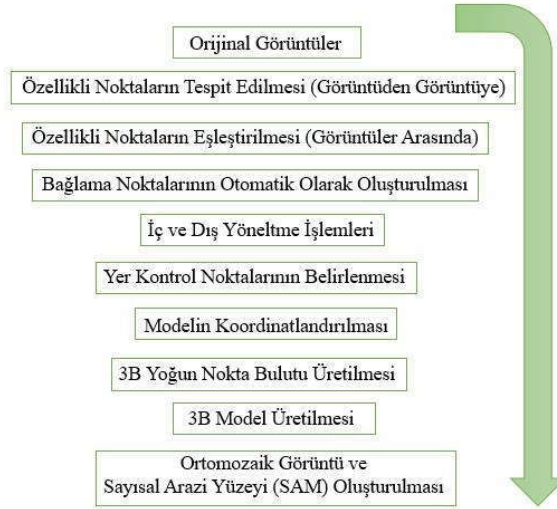 Orijinal Görüntüler
Özellikli Noktaların Tespit Edilmesi (Görüntüden Görüntüye)
Özellikli Noktaların Eşleştirilmesi (Görüntüler Arasında)
Bağlama Noktalarının Otomatik Olarak Oluşturulması
İç ve Dış Yöneltme İşlemleri
Yer Kontrol Noktalarının Belirlenmesi
Modelin Koordinatlandırılması
3B Yoğun Nokta Bulutu Üretilmesi
3B Model Üretilmesi
Ortomozaik Görüntü ve
Sayısal Arazi Yüzeyi (SAM) Oluşturulması